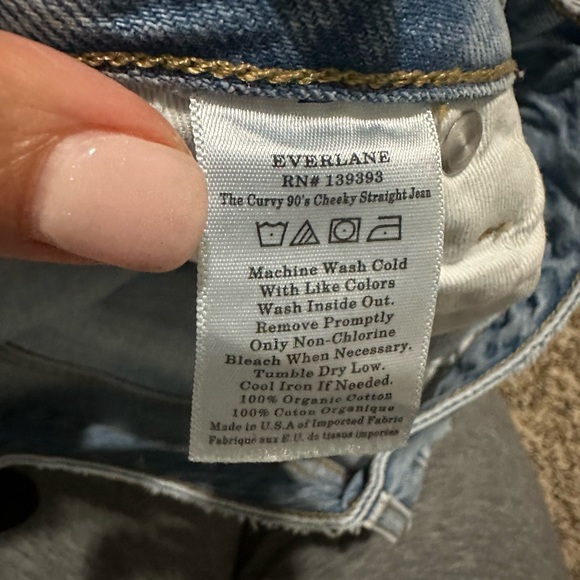 EVERLANE
RN# 139393
The Curvy 90's Cheeky Straight Jean
Machine Wash Cold
With Like Colors
Wash Inside Out.
Remove Promptly
Only Non-Chlorine
Bleach When Necessary.
Tumble Dry Low.
Cool Iron If Needed.
100% Organic Cotton
100% Coton Organique
Made in U.S.A of Imported Fabric
Fabriqué aux E.U. de tissus importés